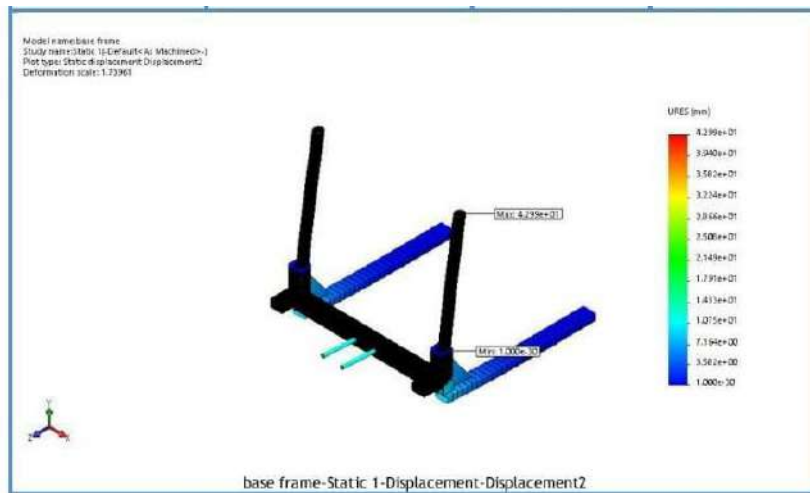 Model name:base frame
Study name:Static 1(-Default<As Machined>-)
Plot type: Static displacement Displacement2
Deformation scale: 1.73961
URES (mm)
4.299e+01
3.940e+01
3.582e+01
3.224e+01
2.866e+01
2.508e+01
2.149e+01
1.791e+01
1.433e+01
1.075e+01
7.164e+00
3.582e+00
1.000e-30
Max: 4.299e+01
Min: 1.000e-30
Y
Z
X
base frame-Static 1-Displacement-Displacement2